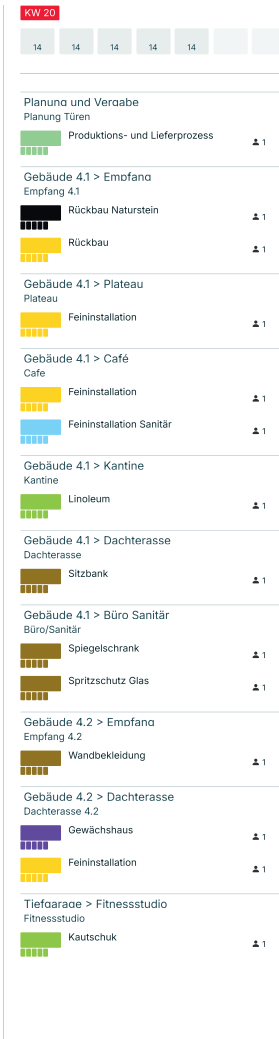 KW 20
14 14 14 14 14
Planung und Vergabe
Planung Türen
Produktions- und Lieferprozess 1
Gebäude 4.1 > Empfang
Empfang 4.1
Rückbau Naturstein 1
Rückbau 1
Gebäude 4.1 > Plateau
Plateau
Feininstallation 1
Gebäude 4.1 > Café
Cafe
Feininstallation 1
Feininstallation Sanitär 1
Gebäude 4.1 > Kantine
Kantine
Linoleum 1
Gebäude 4.1 > Dachterasse
Dachterasse
Sitzbank 1
Gebäude 4.1 > Büro Sanitär
Büro/Sanitär
Spiegelschrank 1
Spritzschutz Glas 1
Gebäude 4.2 > Empfang
Empfang 4.2
Wandbekleidung 1
Gebäude 4.2 > Dachterasse
Dachterasse 4.2
Gewächshaus 1
Feininstallation 1
Tiefgarage > Fitnessstudio
Fitnessstudio
Kautschuk 1